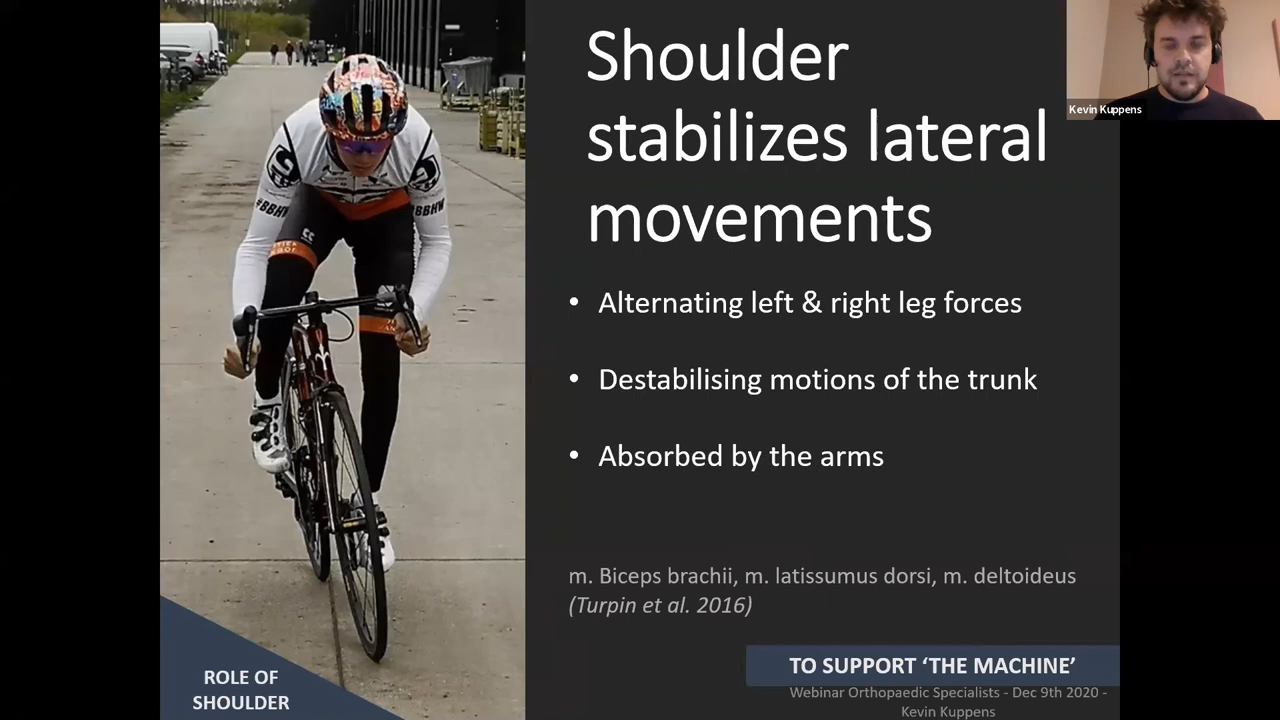 Shoulder
stabilizes lateral
movements
• Alternating left & right leg forces
• Destabilising motions of the trunk
• Absorbed by the arms
m. Biceps brachii, m. latissumus dorsi, m. deltoideus
(Turpin et al. 2016)
TO SUPPORT ‘THE MACHINE’
Webinar Orthopaedic Specialists - Dec 9th 2020 -
Kevin Kuppens
ROLE OF
SHOULDER
Kevin Kuppens
#BBHW
BBHW